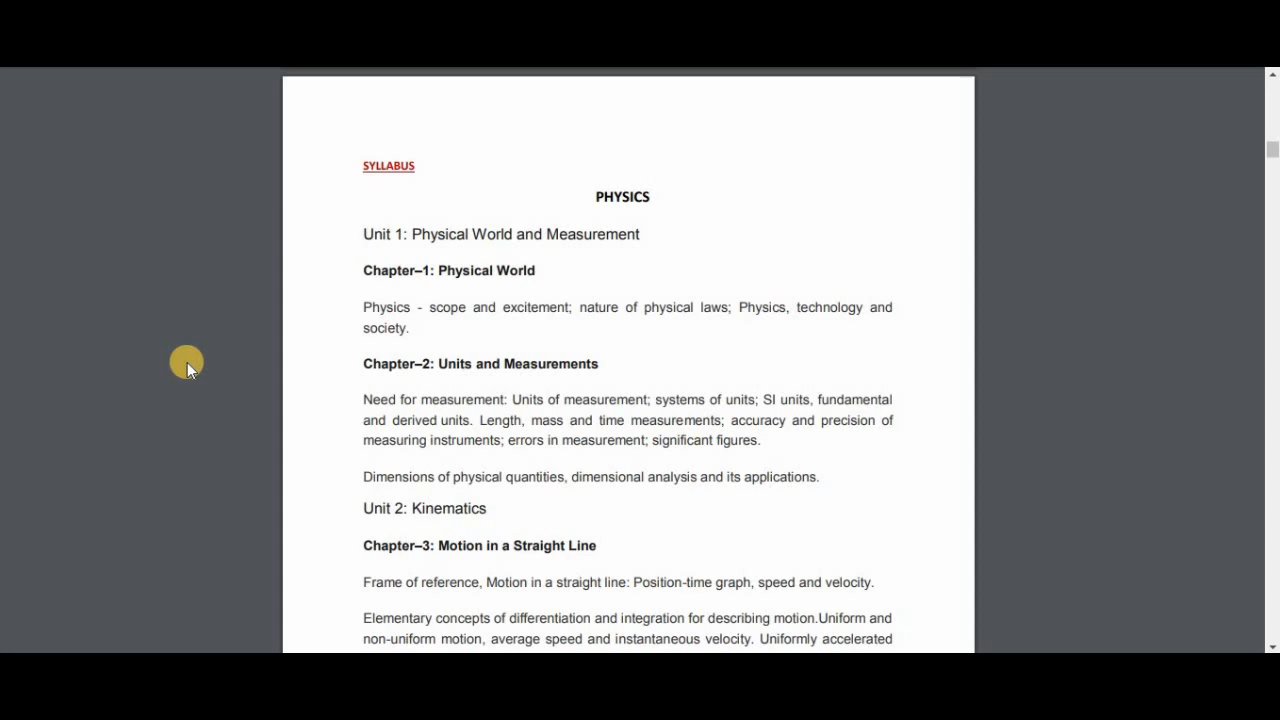 SYLLABUS
PHYSICS
Unit 1: Physical World and Measurement
Chapter–1: Physical World
Physics - scope and excitement; nature of physical laws; Physics, technology and
society.
Chapter–2: Units and Measurements
Need for measurement: Units of measurement; systems of units; SI units, fundamental
and derived units. Length, mass and time measurements; accuracy and precision of
measuring instruments; errors in measurement; significant figures.
Dimensions of physical quantities, dimensional analysis and its applications.
Unit 2: Kinematics
Chapter–3: Motion in a Straight Line
Frame of reference, Motion in a straight line: Position-time graph, speed and velocity.
Elementary concepts of differentiation and integration for describing motion.Uniform and
non-uniform motion, average speed and instantaneous velocity. Uniformly accelerated